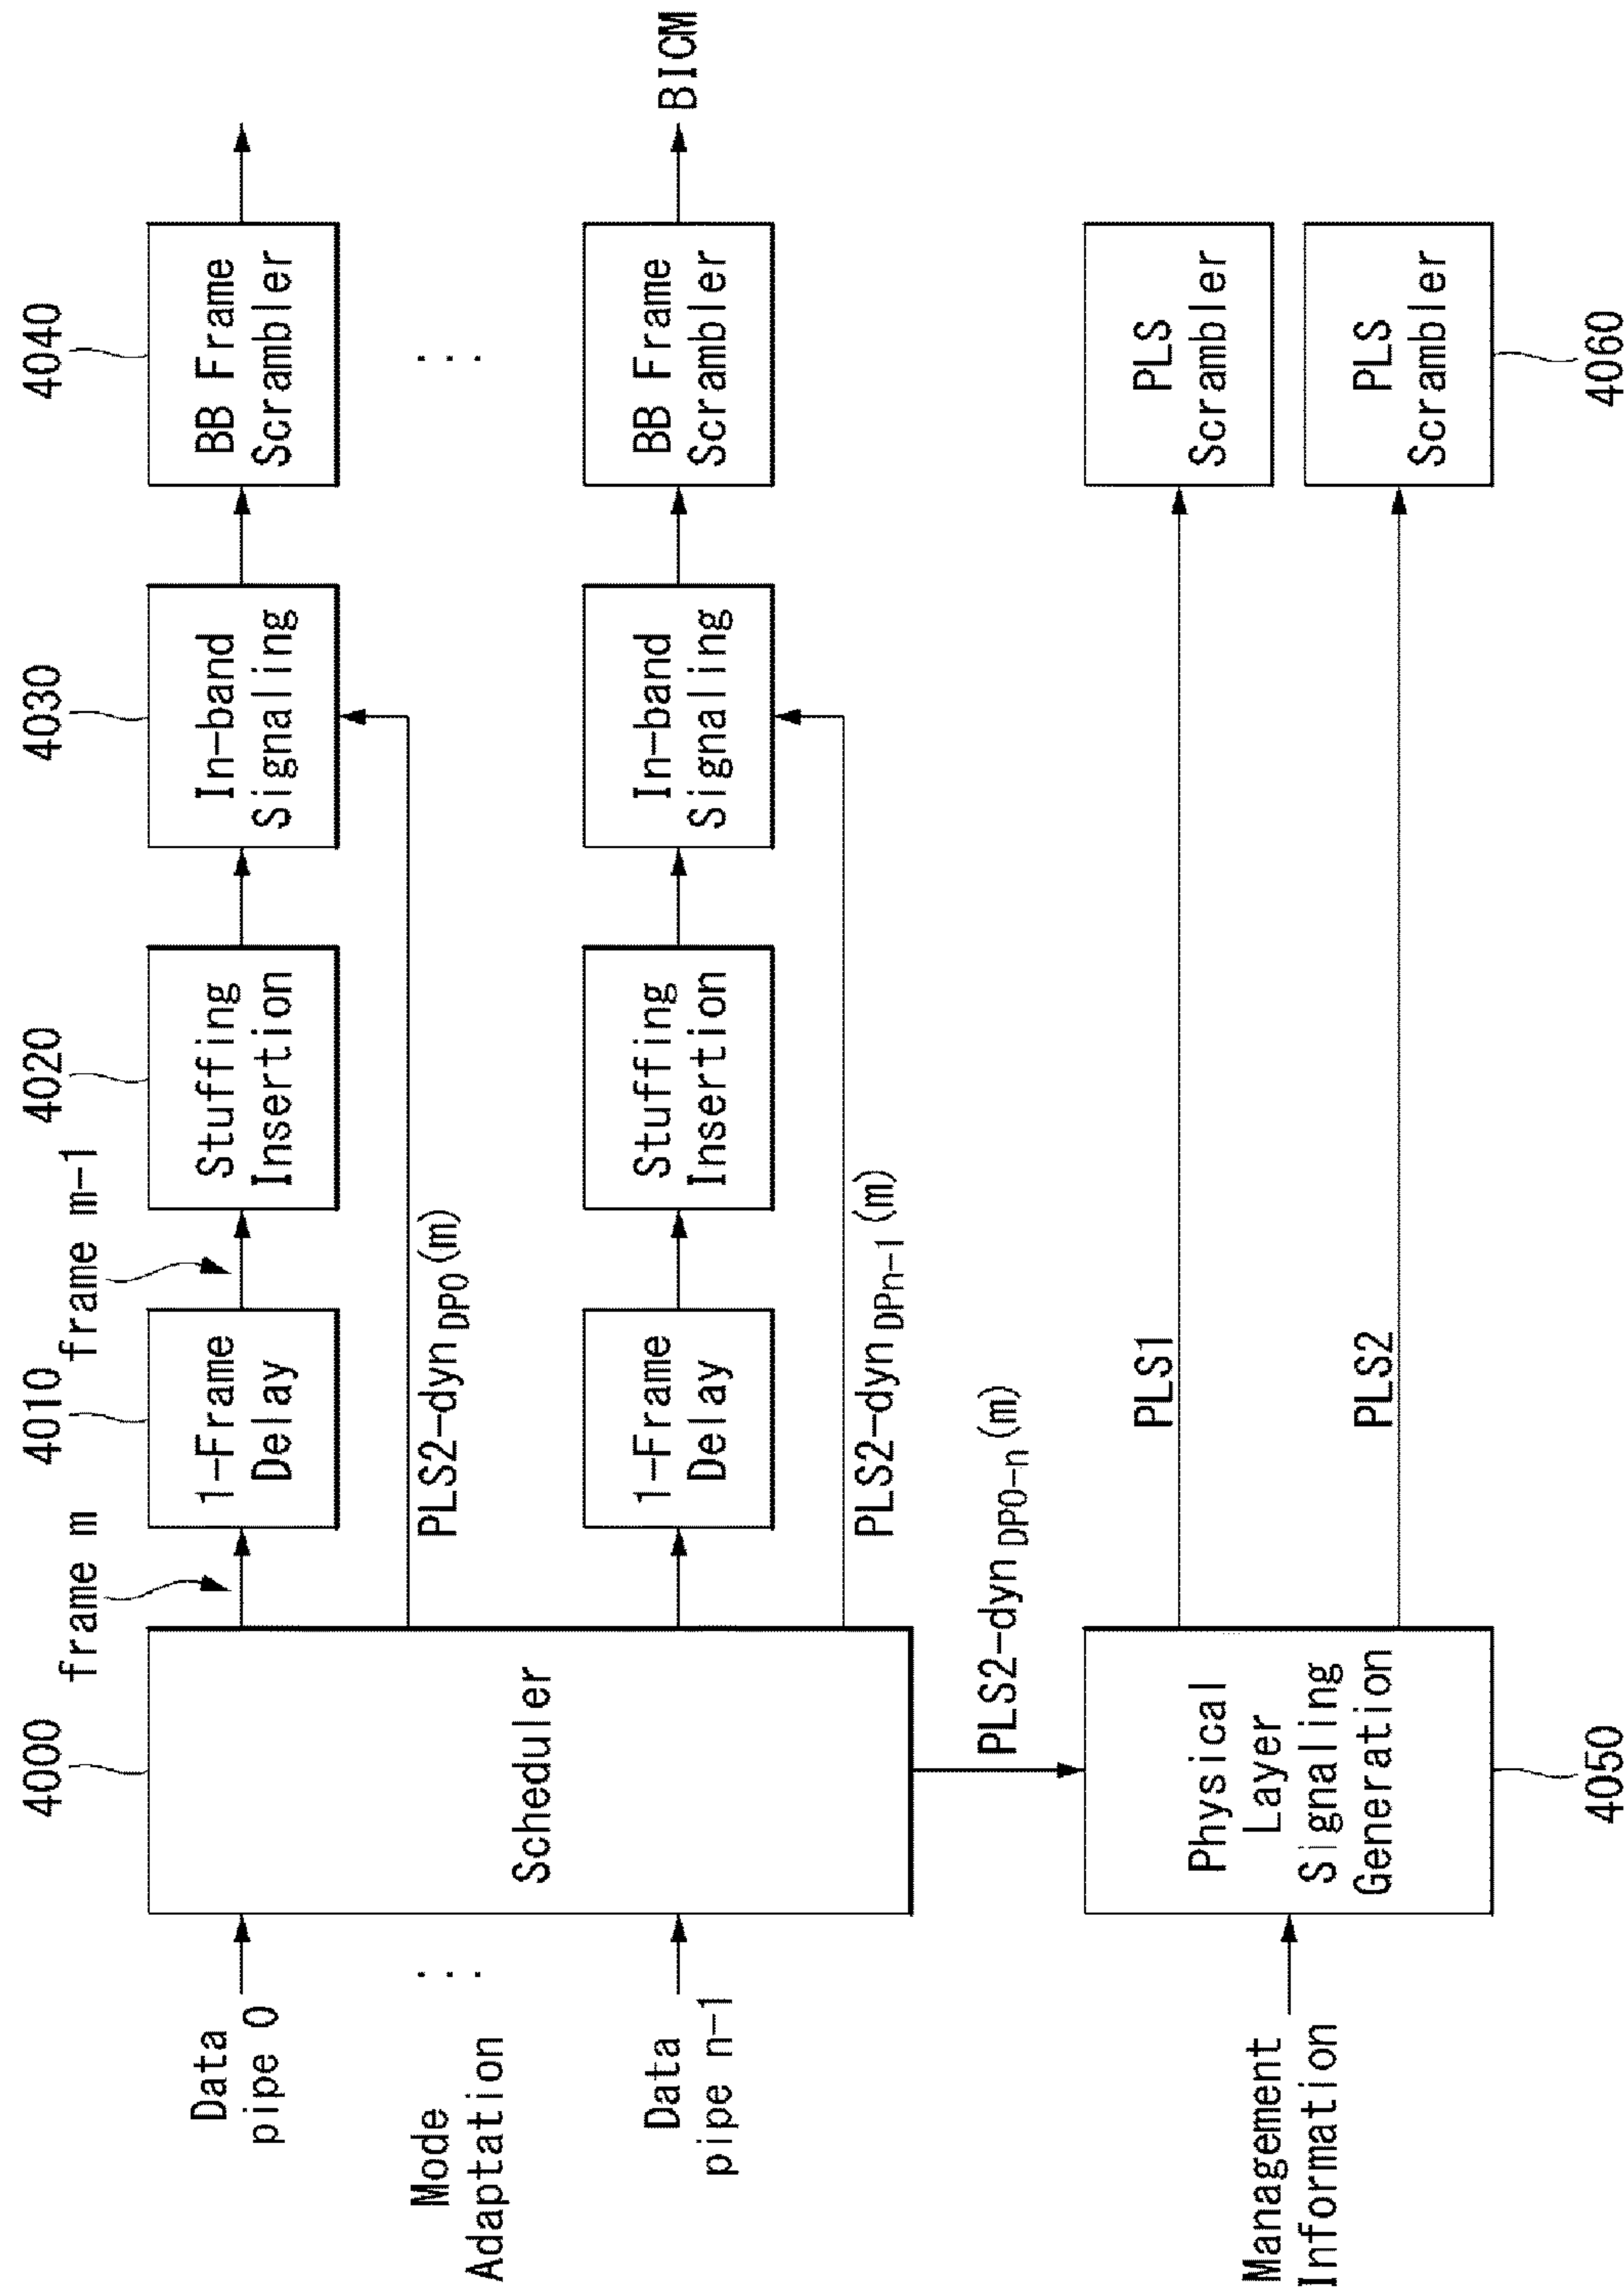 4000
4010
4020
4030
4040
frame m
frame m-1
Data
pipe 0
Mode
Adaptation
Data
pipe n-1
Scheduler
1-Frame
Delay
Stuffing
Insertion
In-band
Signaling
BB Frame
Scrambler
PLS2-dyn DP0 (m)
...
...
1-Frame
Delay
Stuffing
Insertion
In-band
Signaling
BB Frame
Scrambler
BICM
PLS2-dyn DPn-1 (m)
PLS2-dyn DP0-n (m)
Management
Information
Physical
Layer
Signaling
Generation
PLS1
PLS
Scrambler
PLS2
PLS
Scrambler
4050
4060